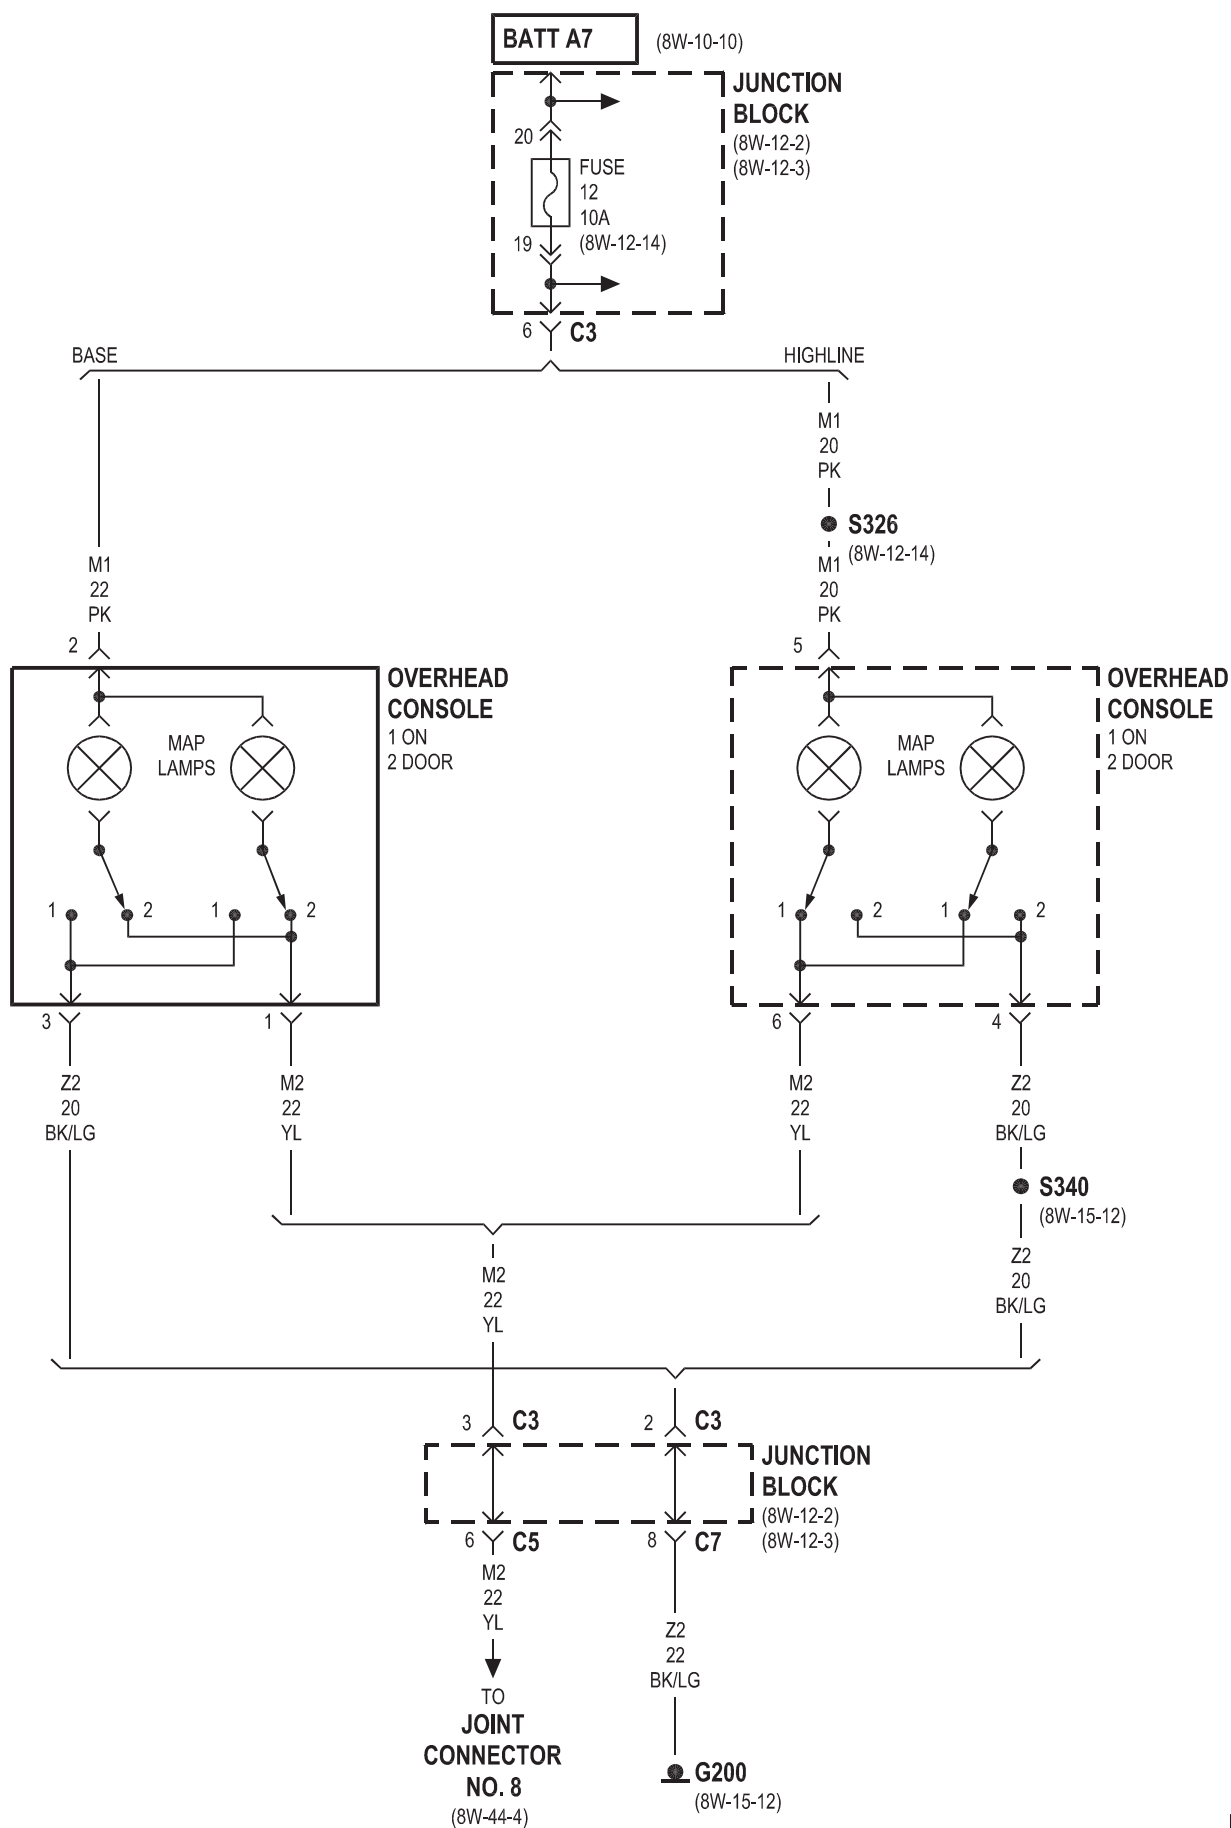 BATT A7
(8W-10-10)
JUNCTION
BLOCK
(8W-12-2)
(8W-12-3)
20
FUSE
12
10A
(8W-12-14)
19
6
C3
BASE
HIGHLINE
M1
20
PK
S326
(8W-12-14)
M1
22
PK
M1
20
PK
2
5
OVERHEAD
CONSOLE
1 ON
2 DOOR
MAP
LAMPS
OVERHEAD
CONSOLE
1 ON
2 DOOR
MAP
LAMPS
1
2
1
2
1
2
1
2
3
1
6
4
Z2
20
BK/LG
M2
22
YL
M2
22
YL
Z2
20
BK/LG
S340
(8W-15-12)
M2
22
YL
Z2
20
BK/LG
3
C3
2
C3
JUNCTION
BLOCK
(8W-12-2)
(8W-12-3)
6
C5
8
C7
M2
22
YL
Z2
22
BK/LG
TO
JOINT
CONNECTOR
NO. 8
(8W-44-4)
G200
(8W-15-12)